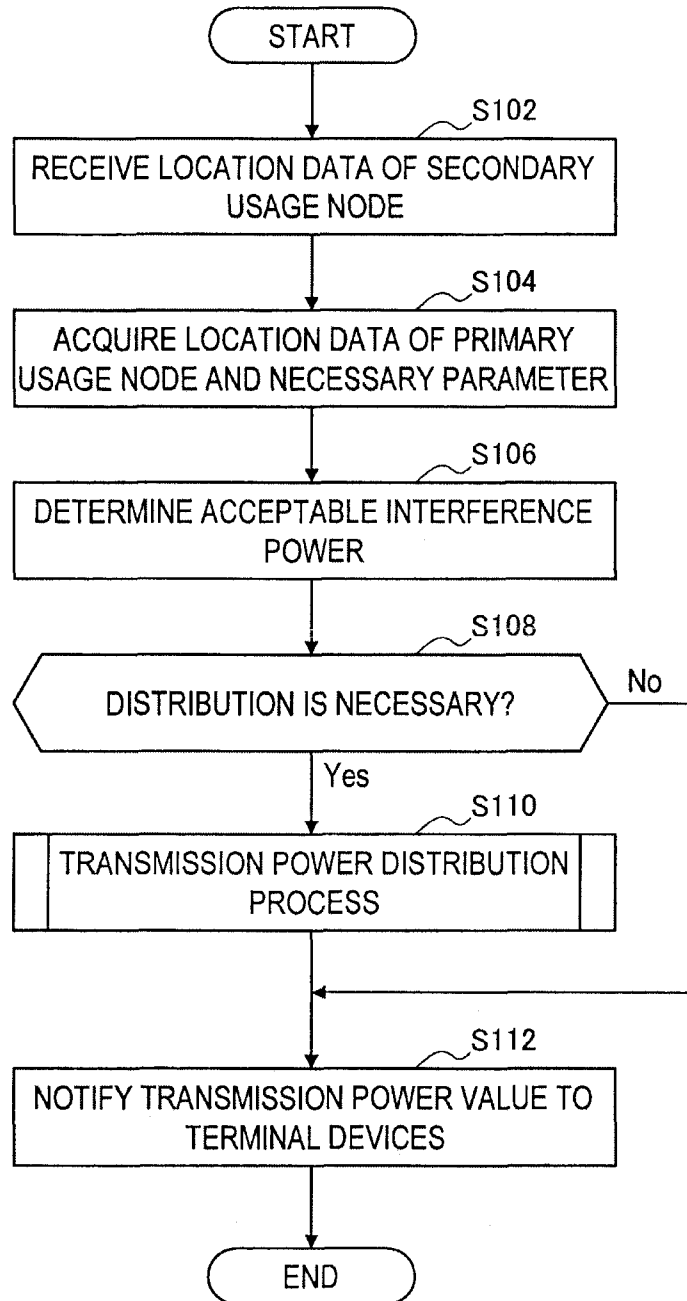 START
S102
RECEIVE LOCATION DATA OF SECONDARY
USAGE NODE
S104
ACQUIRE LOCATION DATA OF PRIMARY
USAGE NODE AND NECESSARY PARAMETER
S106
DETERMINE ACCEPTABLE INTERFERENCE
POWER
S108
DISTRIBUTION IS NECESSARY?
No
Yes
S110
TRANSMISSION POWER DISTRIBUTION
PROCESS
S112
NOTIFY TRANSMISSION POWER VALUE TO
TERMINAL DEVICES
END